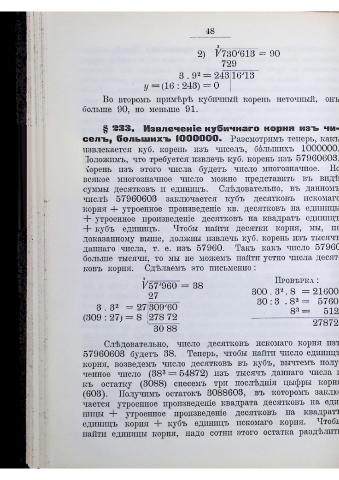 48
2) ∛730'613 = 90
729
3 . 9² = 243|16'13
y = (16 : 243) = 0
Во второмъ примѣрѣ кубичный корень неточный, онъ
больше 90, но меньше 91.
§ 233. Извлеченіе кубичнаго корня изъ чи-
селъ, большихъ 1000000. Разсмотримъ теперь, какъ
извлекается куб. корень изъ чиселъ, бо́льшихъ 1000000.
Положимъ, что требуется извлечь куб. корень изъ 57960603.
Корень изъ этого числа будетъ число многозначное. Но
всякое многозначное число можно представить въ видѣ
суммы десятковъ и единицъ. Слѣдовательно, въ данномъ
числѣ 57960603 заключается кубъ десятковъ искомаго
корня + утроенное произведеніе кв. десятковъ на единицы
+ утроенное произведеніе десятковъ на квадратъ единицъ
+ кубъ единицъ. Чтобы найти десятки корня, мы, по
доказанному выше, должны извлечь куб. корень изъ тысячъ
даннаго числа, т. е. изъ 57960. Такъ какъ число 57960
больше тысячи, то мы не можемъ найти устно числа десят-
ковъ корня. Сдѣлаемъ это письменно:
∛57'960 = 38
27
3 . 3² = 27|309'60
(309 : 27) = 8 | 278 72
30 88
Провѣрка:
300 . 3² . 8 = 21600
30 : 3 . 8² = 5760
8³ = 512
27872
Слѣдовательно, число десятковъ искомаго корня изъ
57960603 будетъ 38. Теперь, чтобы найти число единицъ
корня, возведемъ число десятковъ въ кубъ, вычтемъ полу-
ченное число (38³ = 54872) изъ тысячъ даннаго числа и
къ остатку (3088) снесемъ три послѣднія цыфры корня
(603). Получимъ остатокъ 3088603, въ которомъ заклю-
чается утроенное произведеніе квадрата десятковъ на еди-
ницы + утроенное произведеніе десятковъ на квадратъ
единицъ корня + кубъ единицъ искомаго корня. Чтобы
найти единицы корня, надо сотни этого остатка раздѣлить